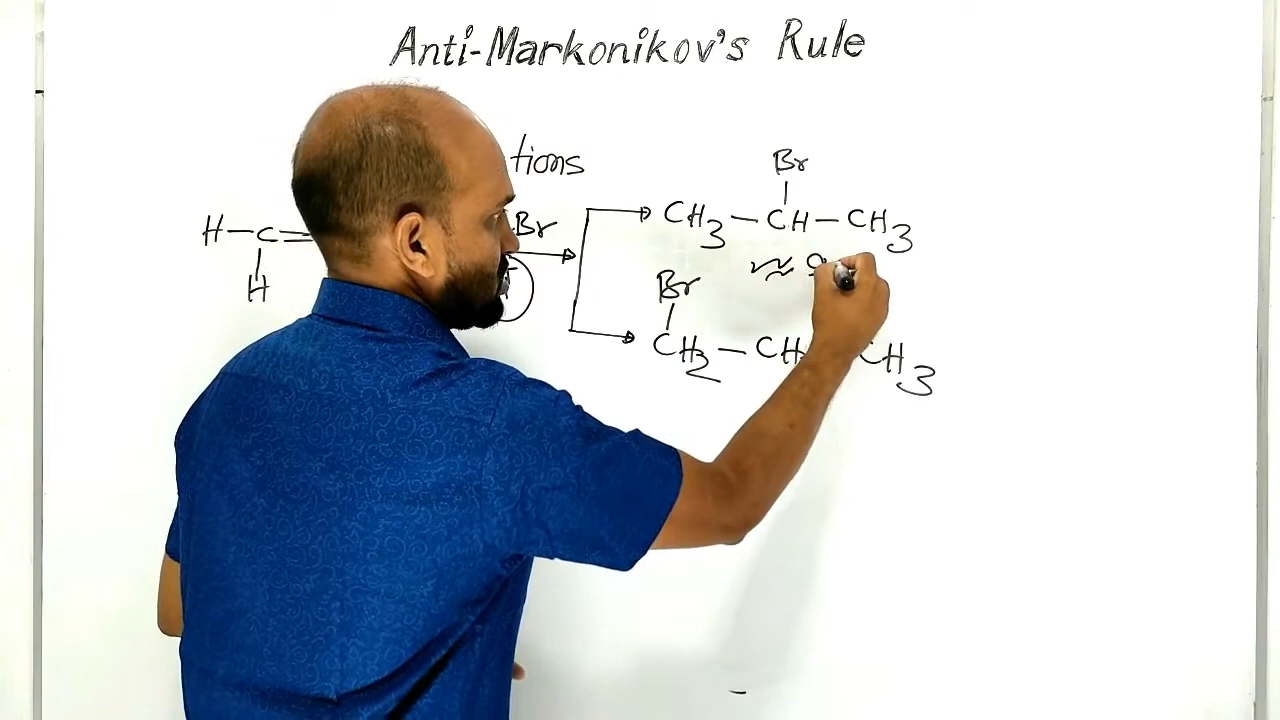 Anti-Markonikov's Rule
tions
Br
Br
CH3 — CH — CH3
H — C =
H
≈
Br
CH2 — CH CH3